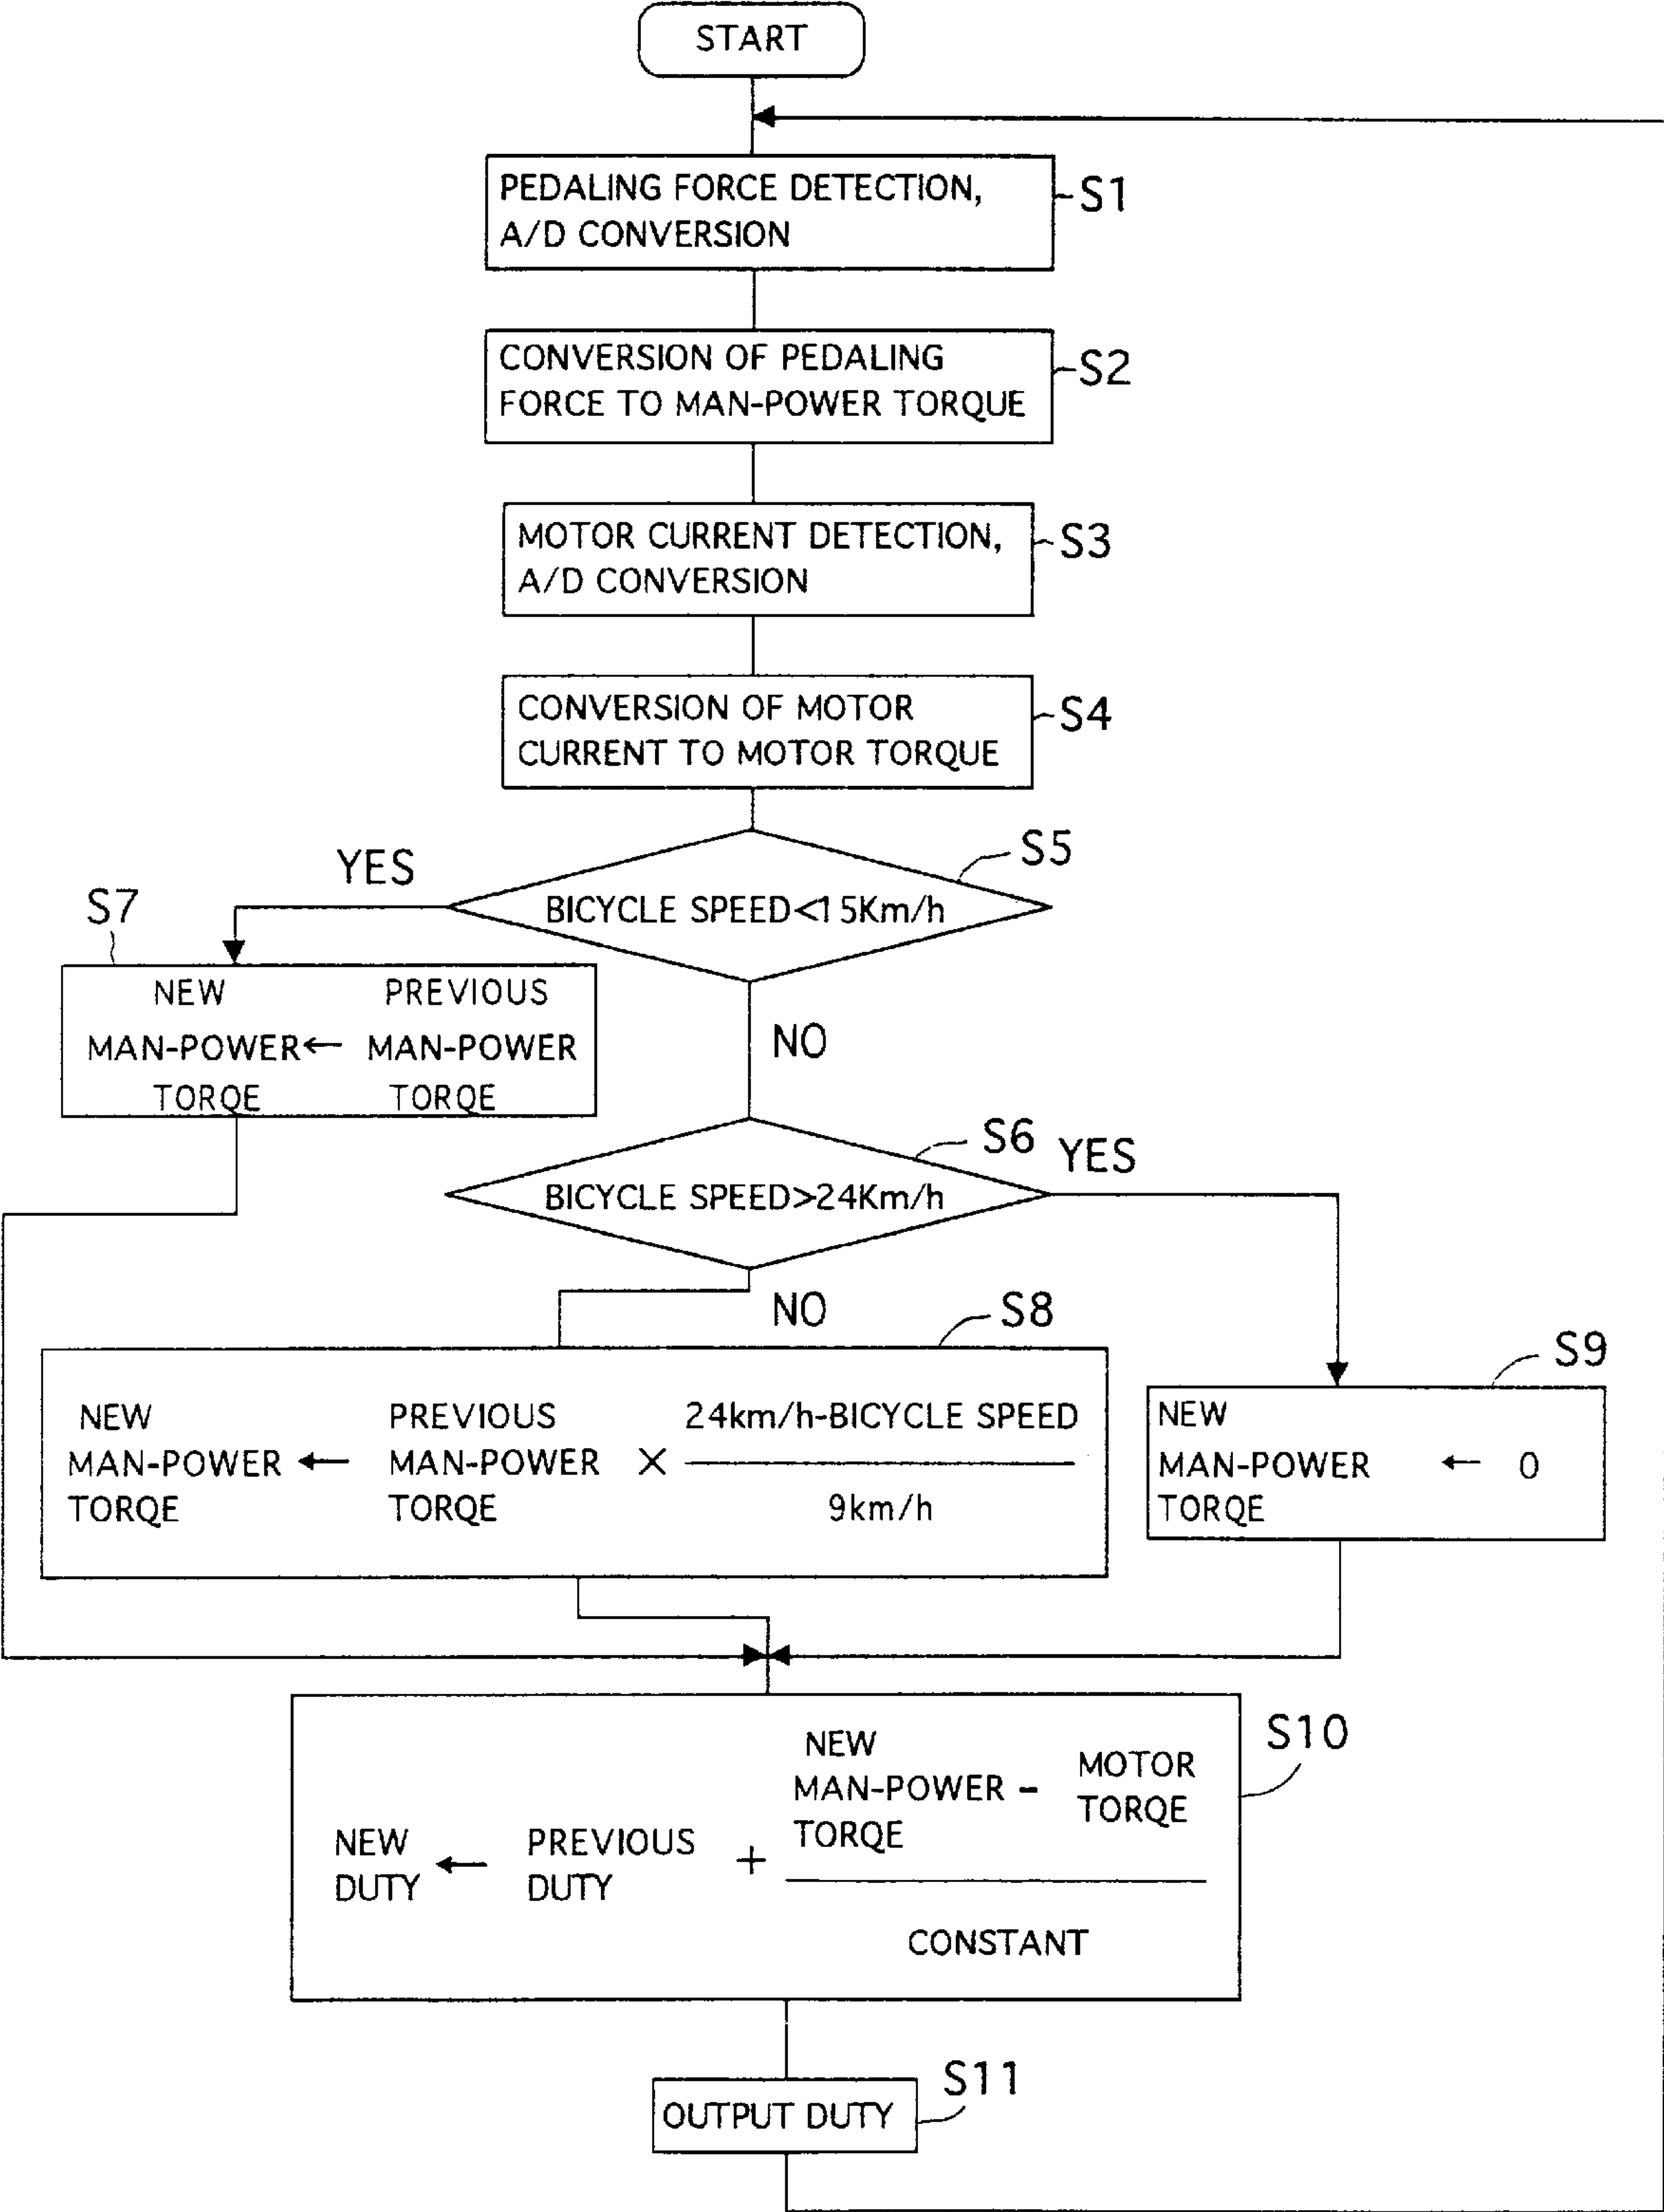 START
PEDALING FORCE DETECTION,
A/D CONVERSION
S1
CONVERSION OF PEDALING
FORCE TO MAN-POWER TORQUE
S2
MOTOR CURRENT DETECTION,
A/D CONVERSION
S3
CONVERSION OF MOTOR
CURRENT TO MOTOR TORQUE
S4
BICYCLE SPEED<15Km/h
S5
YES
NO
S7
NEW PREVIOUS
MAN-POWER← MAN-POWER
TORQE TORQE
BICYCLE SPEED>24Km/h
S6
YES
NO
S8
NEW PREVIOUS 24km/h-BICYCLE SPEED
MAN-POWER ← MAN-POWER ×
TORQE TORQE 9km/h
S9
NEW
MAN-POWER ← 0
TORQE
S10
NEW
MAN-POWER - MOTOR
TORQE TORQE
NEW ← PREVIOUS +
DUTY DUTY
CONSTANT
S11
OUTPUT DUTY